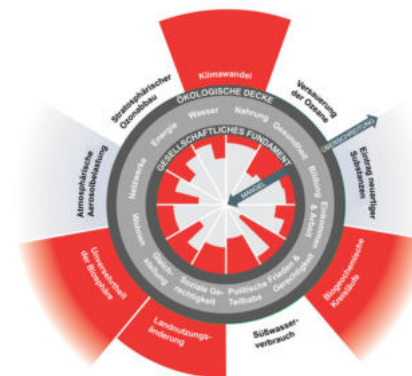 Klimawandel
Versauerung
der Ozeane
Eintrag neuartiger
Substanzen
Biogeochemische
Kreisläufe
Süßwasser-
verbrauch
Landnutzungs-
änderung
Unversehrtheit
der Biosphäre
Atmosphärische
Aerosolbelastung
Stratosphärischer
Ozonabbau
ÜBERSCHREITUNG
ÖKOLOGISCHE DECKE
Wasser
Nahrung
Gesundheit
Bildung
Einkommen
& Arbeit
Frieden &
Gerechtigkeit
Politische
Teilhabe
Soziale Ge-
rechtigkeit
Gleich-
stellung
Wohnen
Netzwerke
Energie
GESELLSCHAFTLICHES FUNDAMENT
MANGEL